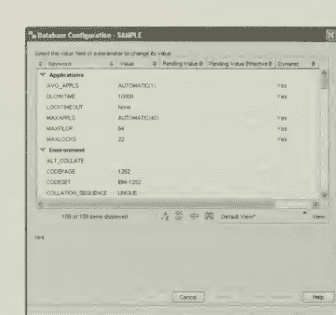 Database Configuration - SAMPLE
Select the value field of a parameter to change its value
Keyword Value Pending Value Pending Value Effective Dynamic
Applications
AVG_APPLS AUTOMATIC(1) Yes
DLCHKTIME 10000
LOCKTIMEOUT None
MAXAPPLS AUTOMATIC(40) Yes
MAXFILOP 64 Yes
MAXLOCKS 22 Yes
Environment
ALT_COLLATE
CODEPAGE 1252
CODESET IBM-1252
COLLATION_SEQUENCE UNIQUE
108 of 108 items displayed Default View* View
Hint
Cancel Help